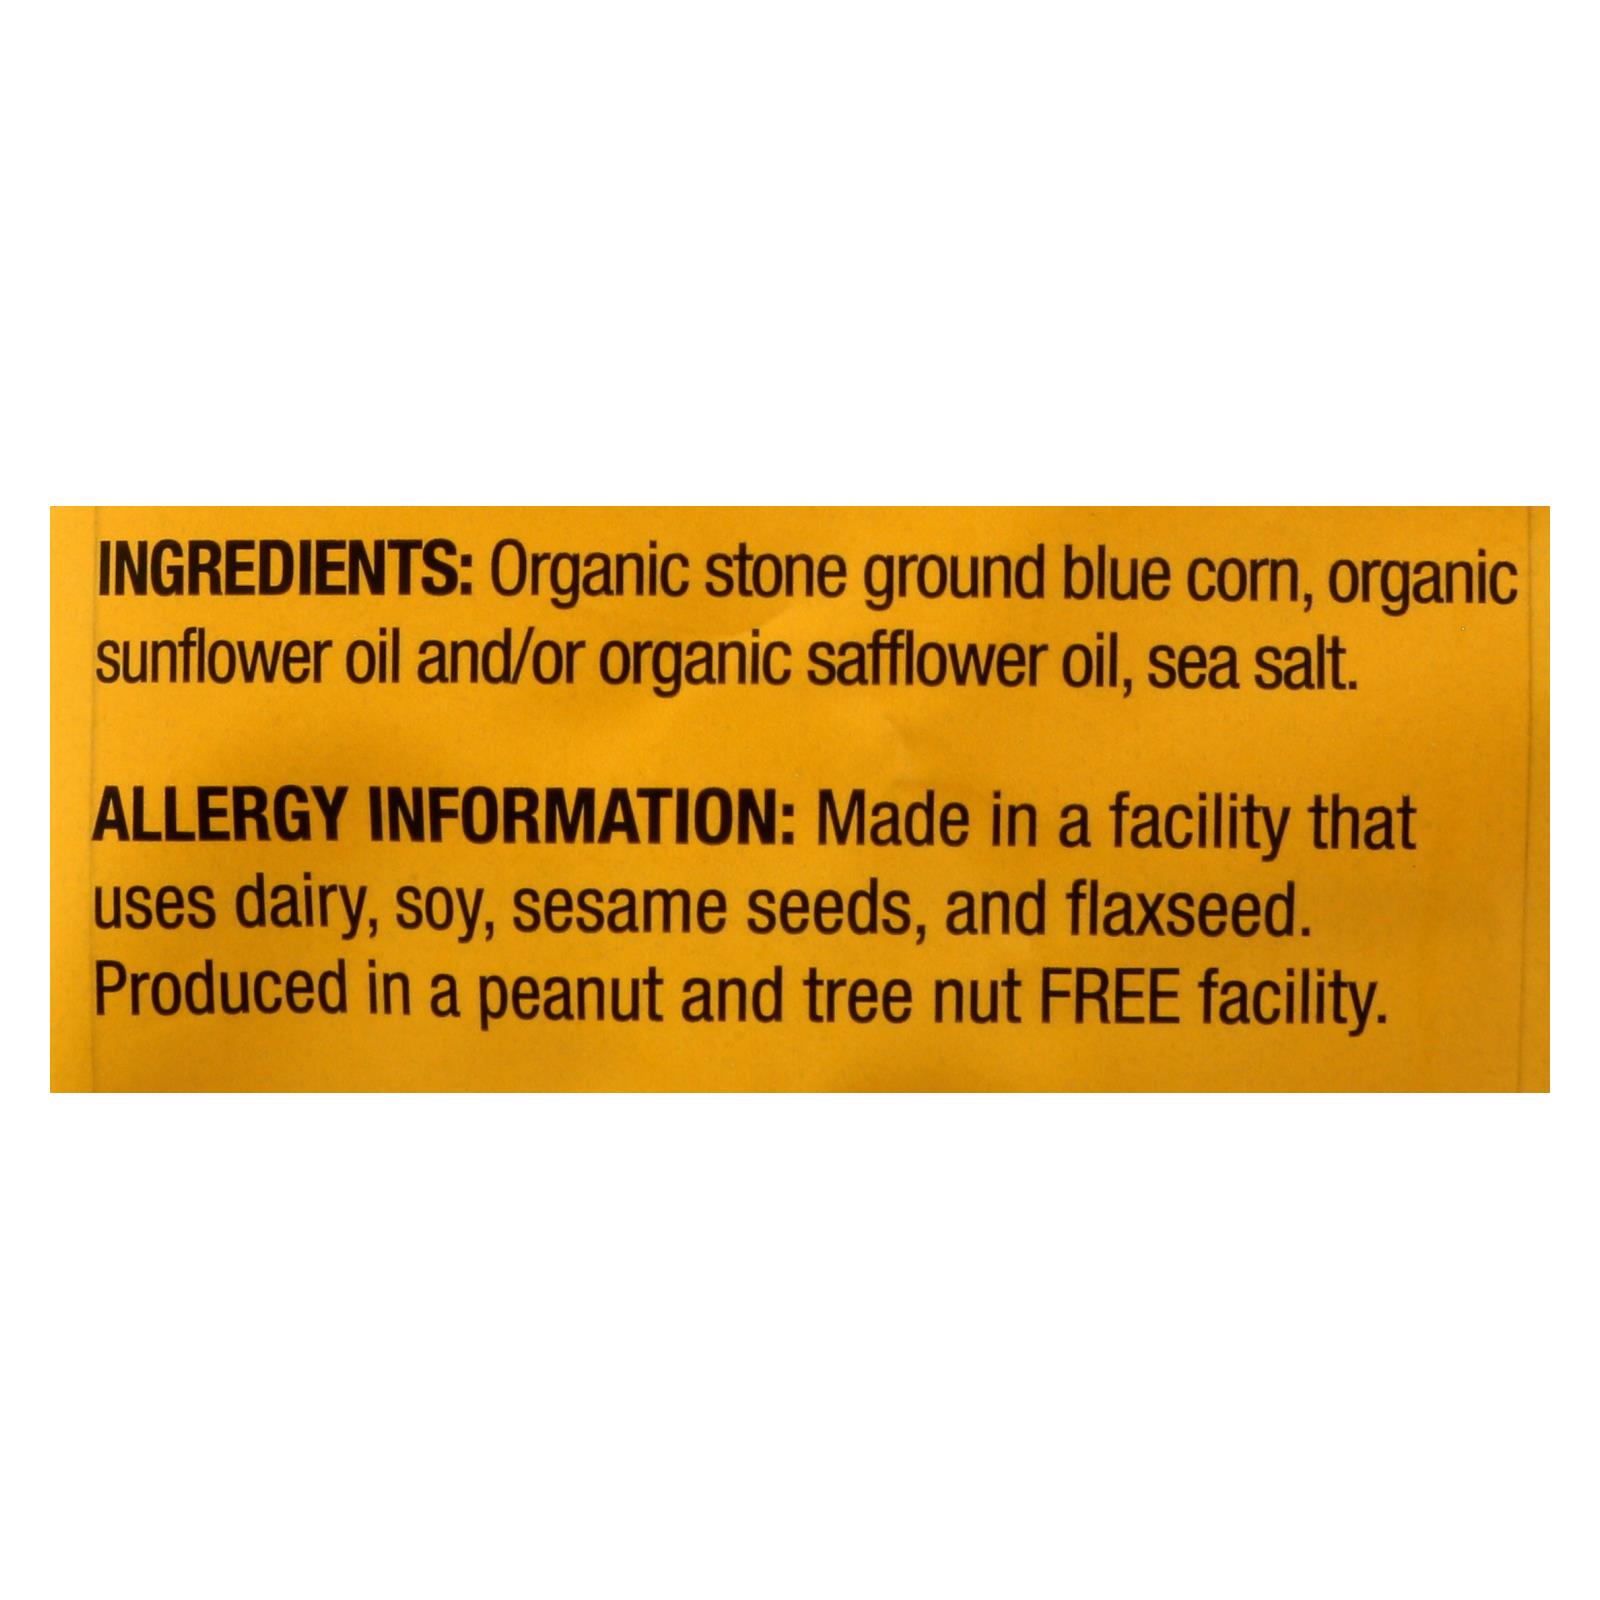 INGREDIENTS: Organic stone ground blue corn, organic
sunflower oil and/or organic safflower oil, sea salt.
ALLERGY INFORMATION: Made in a facility that
uses dairy, soy, sesame seeds, and flaxseed.
Produced in a peanut and tree nut FREE facility.